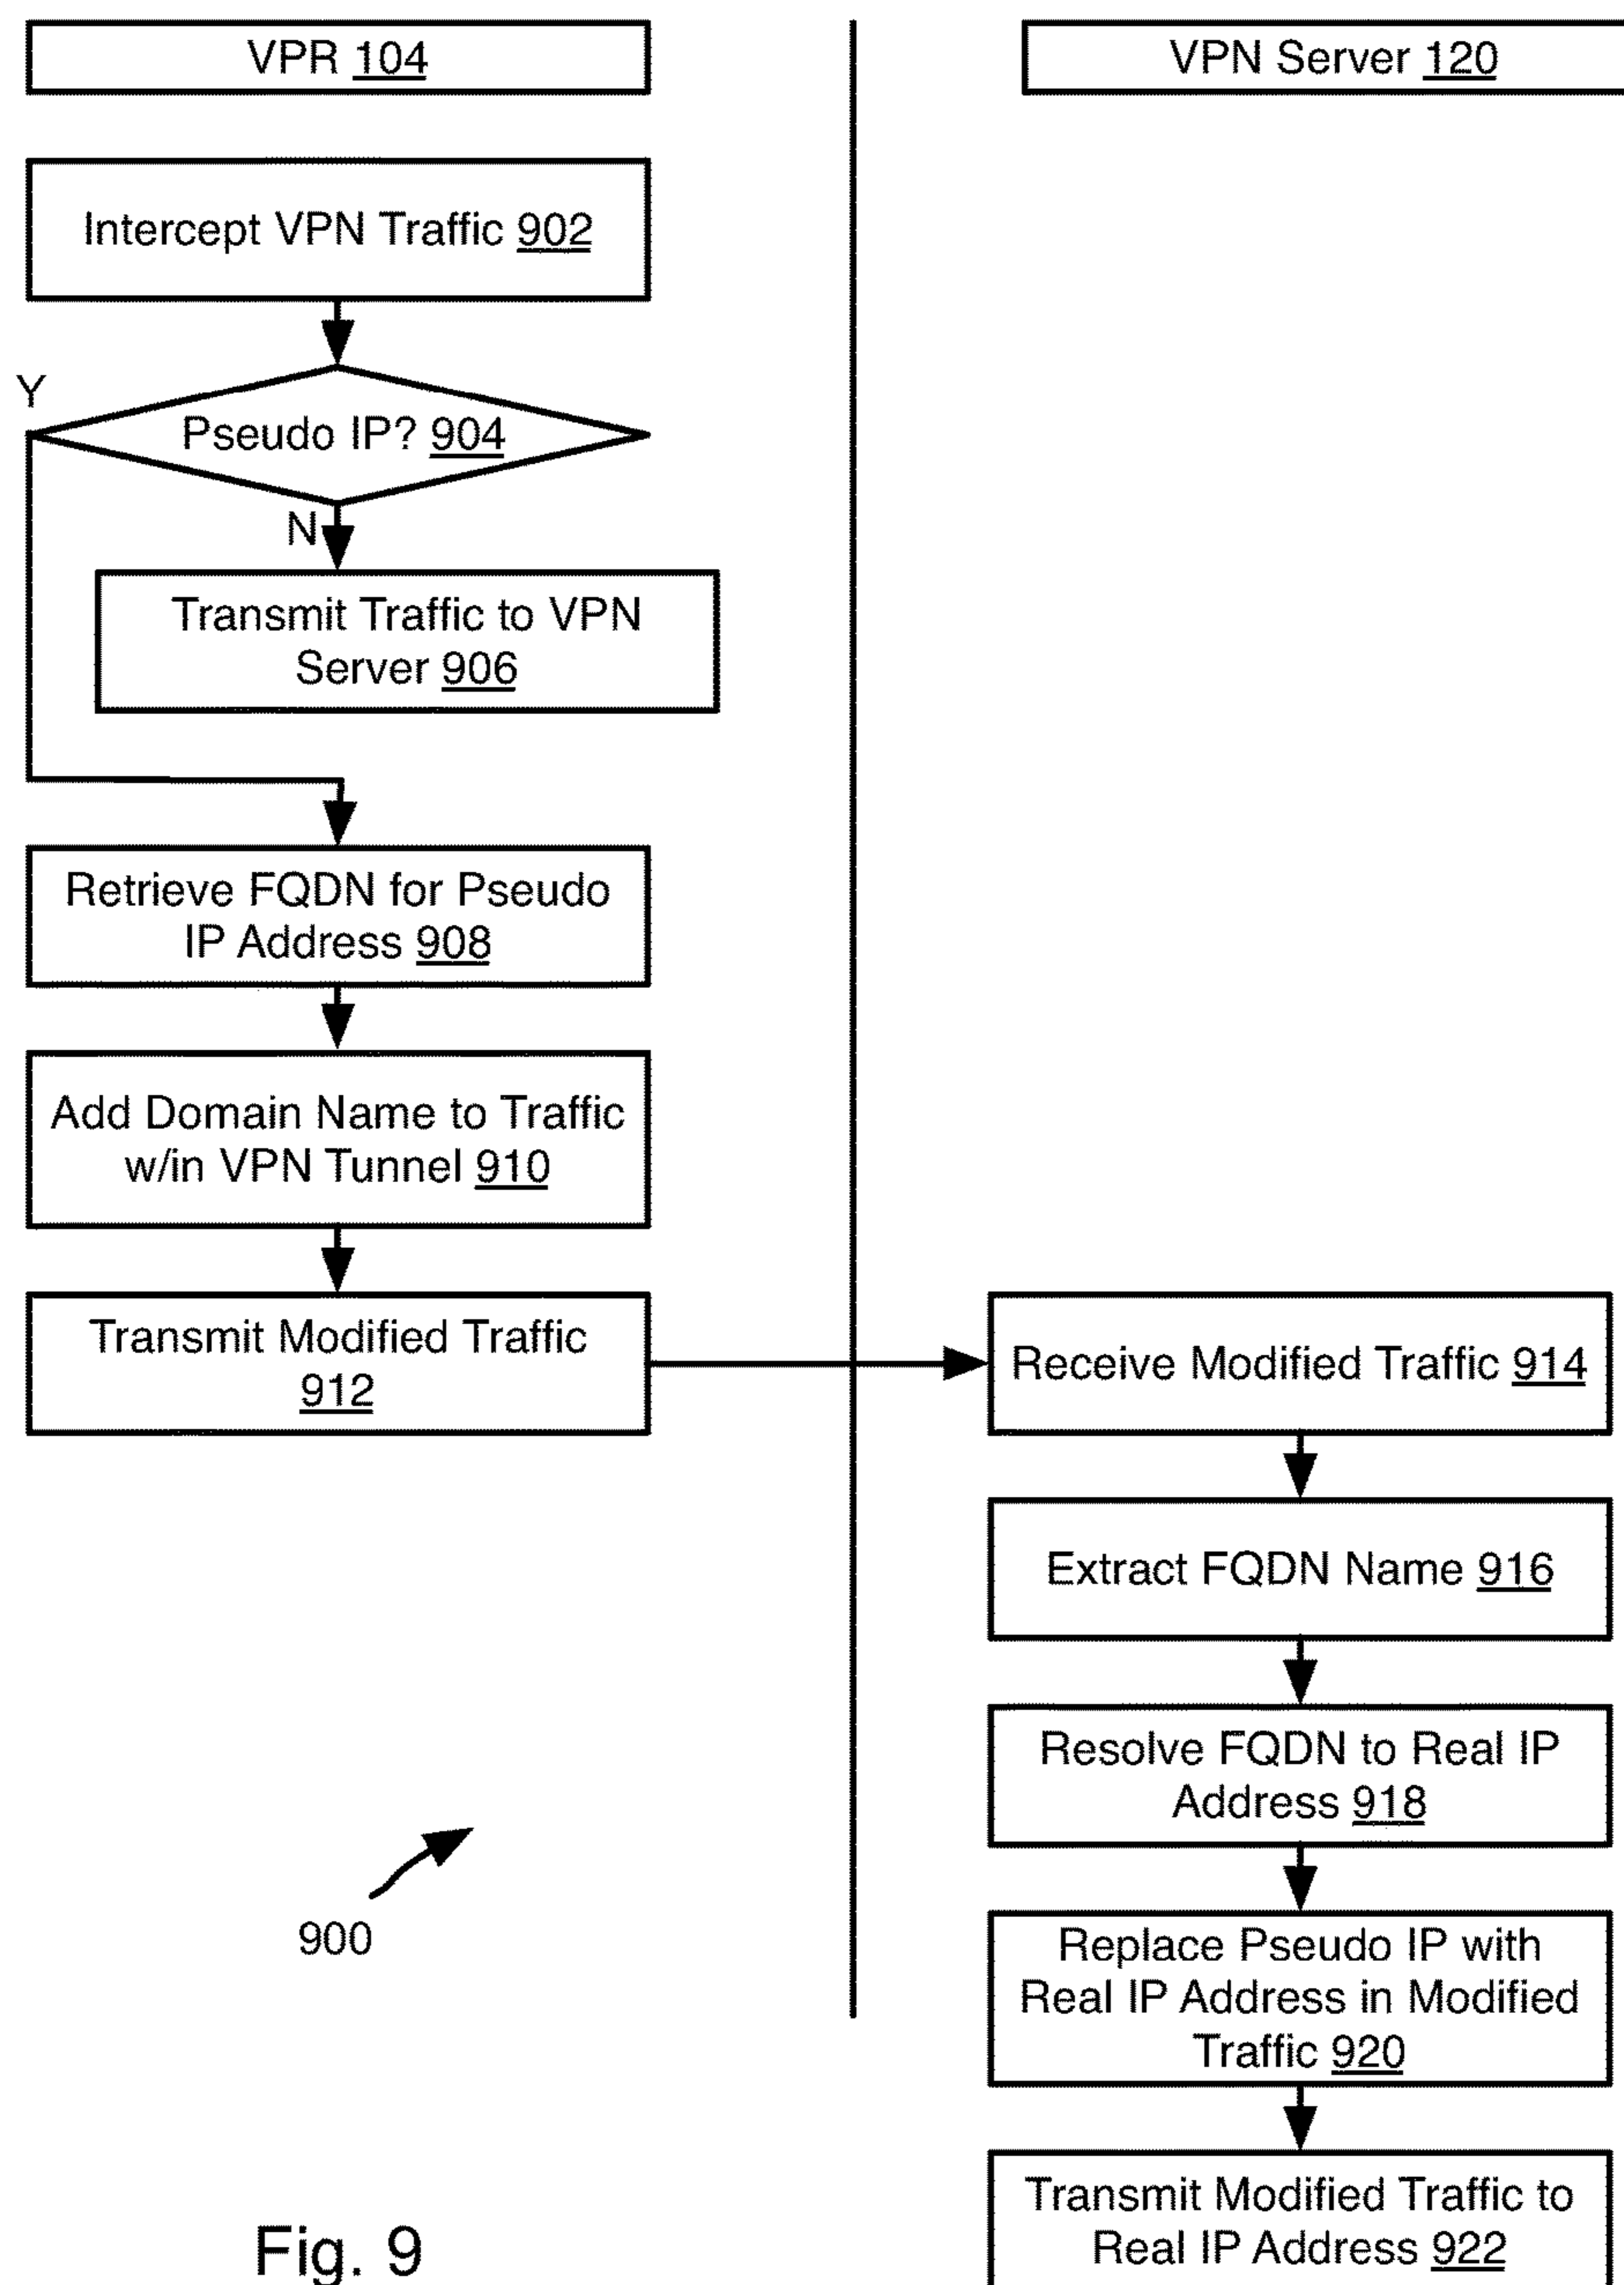 VPR 104
VPN Server 120
Intercept VPN Traffic 902
Y
Pseudo IP? 904
N
Transmit Traffic to VPN
Server 906
Retrieve FQDN for Pseudo
IP Address 908
Add Domain Name to Traffic
w/in VPN Tunnel 910
Transmit Modified Traffic
912
Receive Modified Traffic 914
Extract FQDN Name 916
Resolve FQDN to Real IP
Address 918
Replace Pseudo IP with
Real IP Address in Modified
Traffic 920
Transmit Modified Traffic to
Real IP Address 922
900
Fig. 9